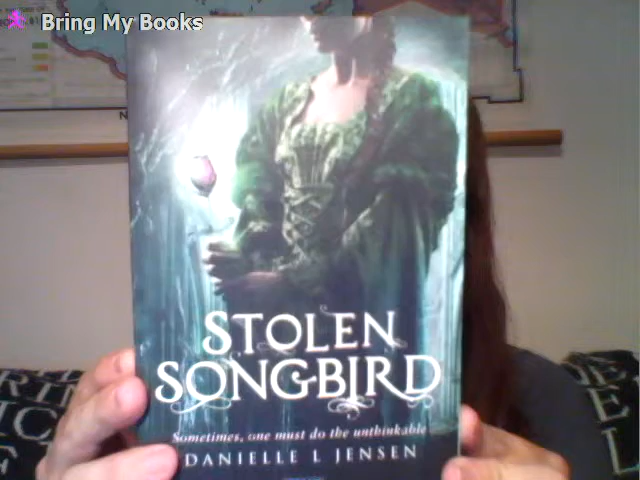 Bring My Books
STOLEN
SONGBIRD
Sometimes, one must do the unthinkable
DANIELLE L JENSEN